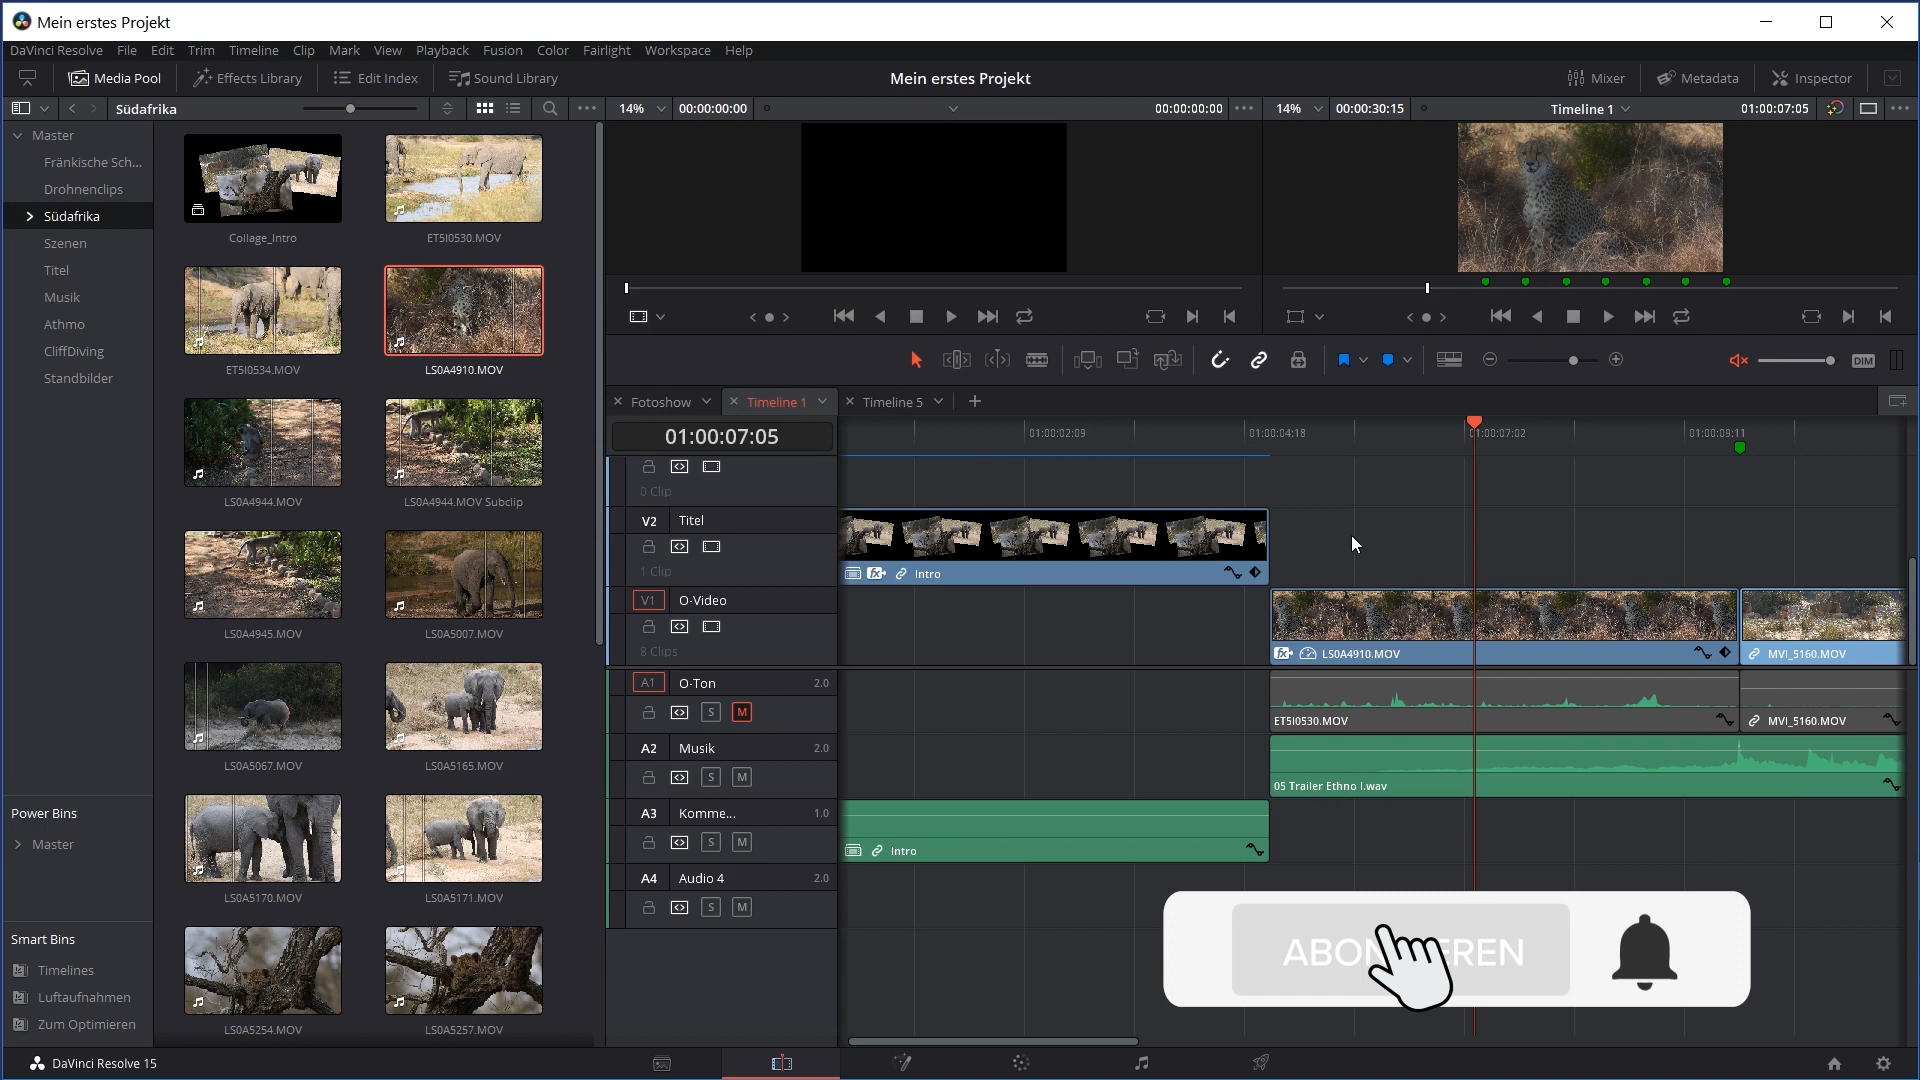 Mein erstes Projekt
DaVinci Resolve File Edit Trim Timeline Clip Mark View Playback Fusion Color Fairlight Workspace Help
Media Pool Effects Library Edit Index Sound Library Mein erstes Projekt Mixer Metadata Inspector
Südafrika 14% 00:00:00:00 00:00:00:00 14% 00:00:30:15 Timeline 1 01:00:07:05
Master
Fränkische Sch...
Drohnenclips
Südafrika
Szenen
Titel
Musik
Athmo
CliffDiving
Standbilder
Power Bins
Master
Smart Bins
Timelines
Luftaufnahmen
Zum Optimieren
Collage_Intro ET5I0530.MOV
ET5I0534.MOV LS0A4910.MOV
LS0A4944.MOV LS0A4944.MOV Subclip
LS0A4945.MOV LS0A5007.MOV
LS0A5067.MOV LS0A5165.MOV
LS0A5170.MOV LS0A5171.MOV
LS0A5254.MOV LS0A5257.MOV
DIM
Fotoshow Timeline 1 Timeline 5
01:00:07:05 01:00:02:09 01:00:04:18 01:00:07:02 01:00:09:11
0 Clip
V2 Titel
1 Clip
Intro
V1 O-Video
8 Clips
LS0A4910.MOV MVI_5160.MOV
A1 O-Ton 2.0
S M
ET5I0530.MOV MVI_5160.MOV
A2 Musik 2.0
S M
05 Trailer Ethno I.wav
A3 Komme... 1.0
S M
Intro
A4 Audio 4 2.0
S M
DaVinci Resolve 15